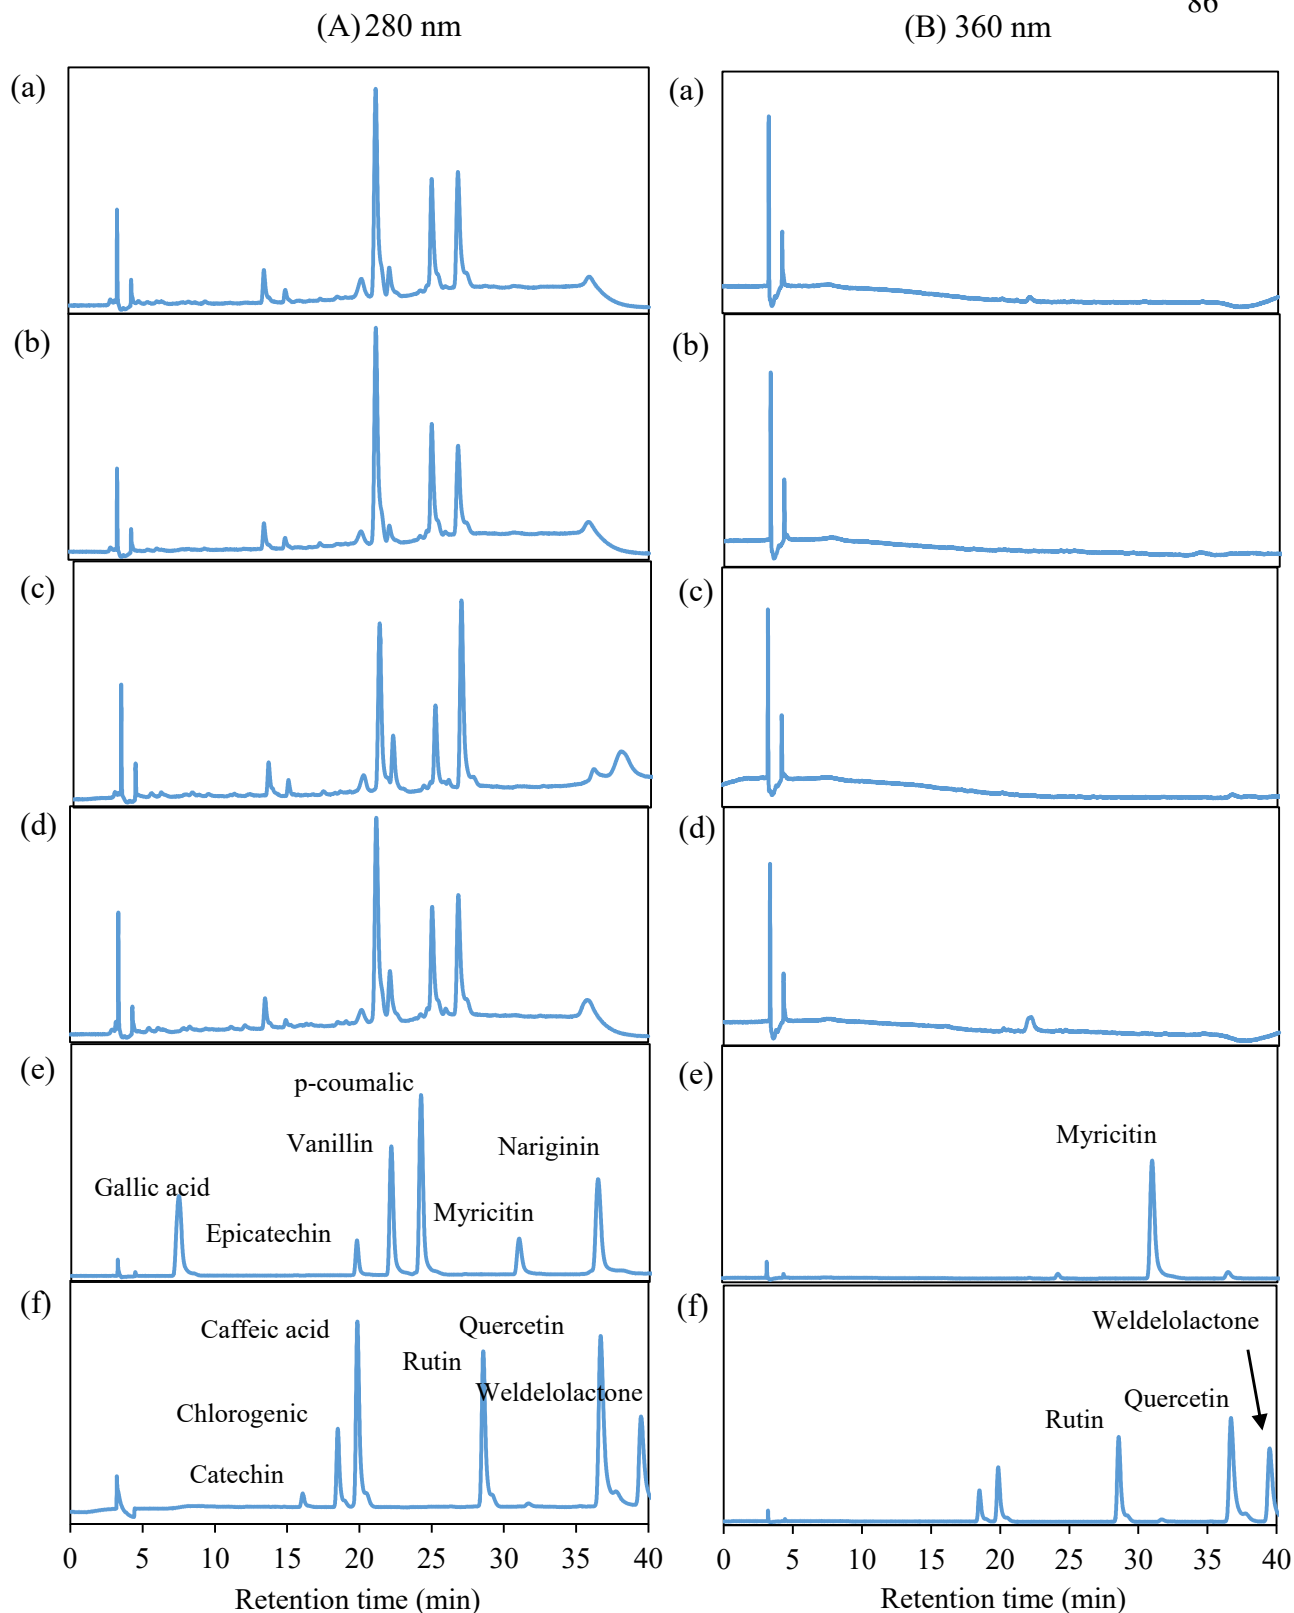 86
(A) 280 nm
(B) 360 nm
(a)
(a)
(b)
(b)
(c)
(c)
(d)
(d)
(e)
p-coumalic
Vanillin
Nariginin
Gallic acid
Myricitin
Epicatechin
(e)
Myricitin
(f)
Caffeic acid
Quercetin
Rutin
Weldelolactone
Chlorogenic
Catechin
(f)
Weldelolactone
Quercetin
Rutin
0 5 10 15 20 25 30 35 40
Retention time (min)
0 5 10 15 20 25 30 35 40
Retention time (min)